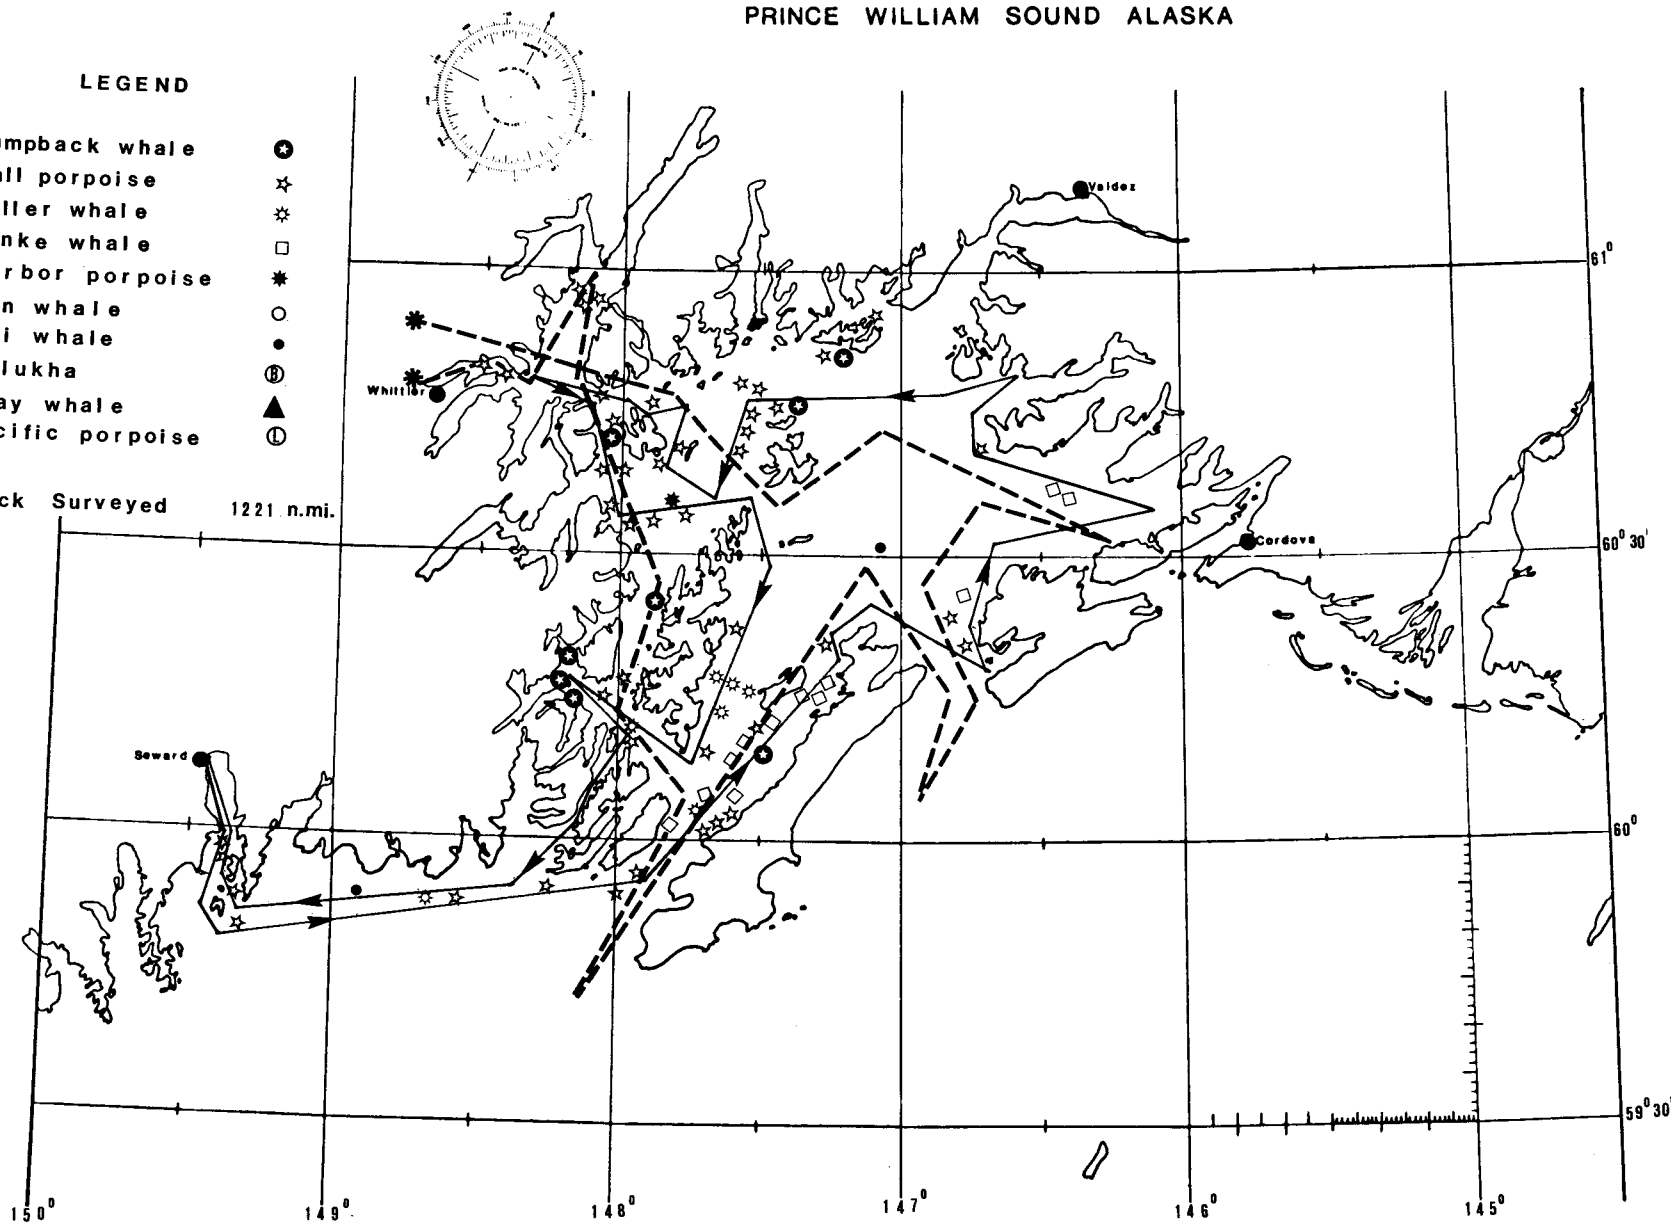 PRINCE WILLIAM SOUND ALASKA
LEGEND
mpback whale
ll porpoise
ller whale
nke whale
rbor porpoise
n whale
i whale
lukha
B
ay whale
cific porpoise
L
ck Surveyed 1221 n.mi.
Valdez
61°
Whittier
Cordova
60° 30'
Seward
60°
59° 30'
150° 149° 148° 147° 146° 145°